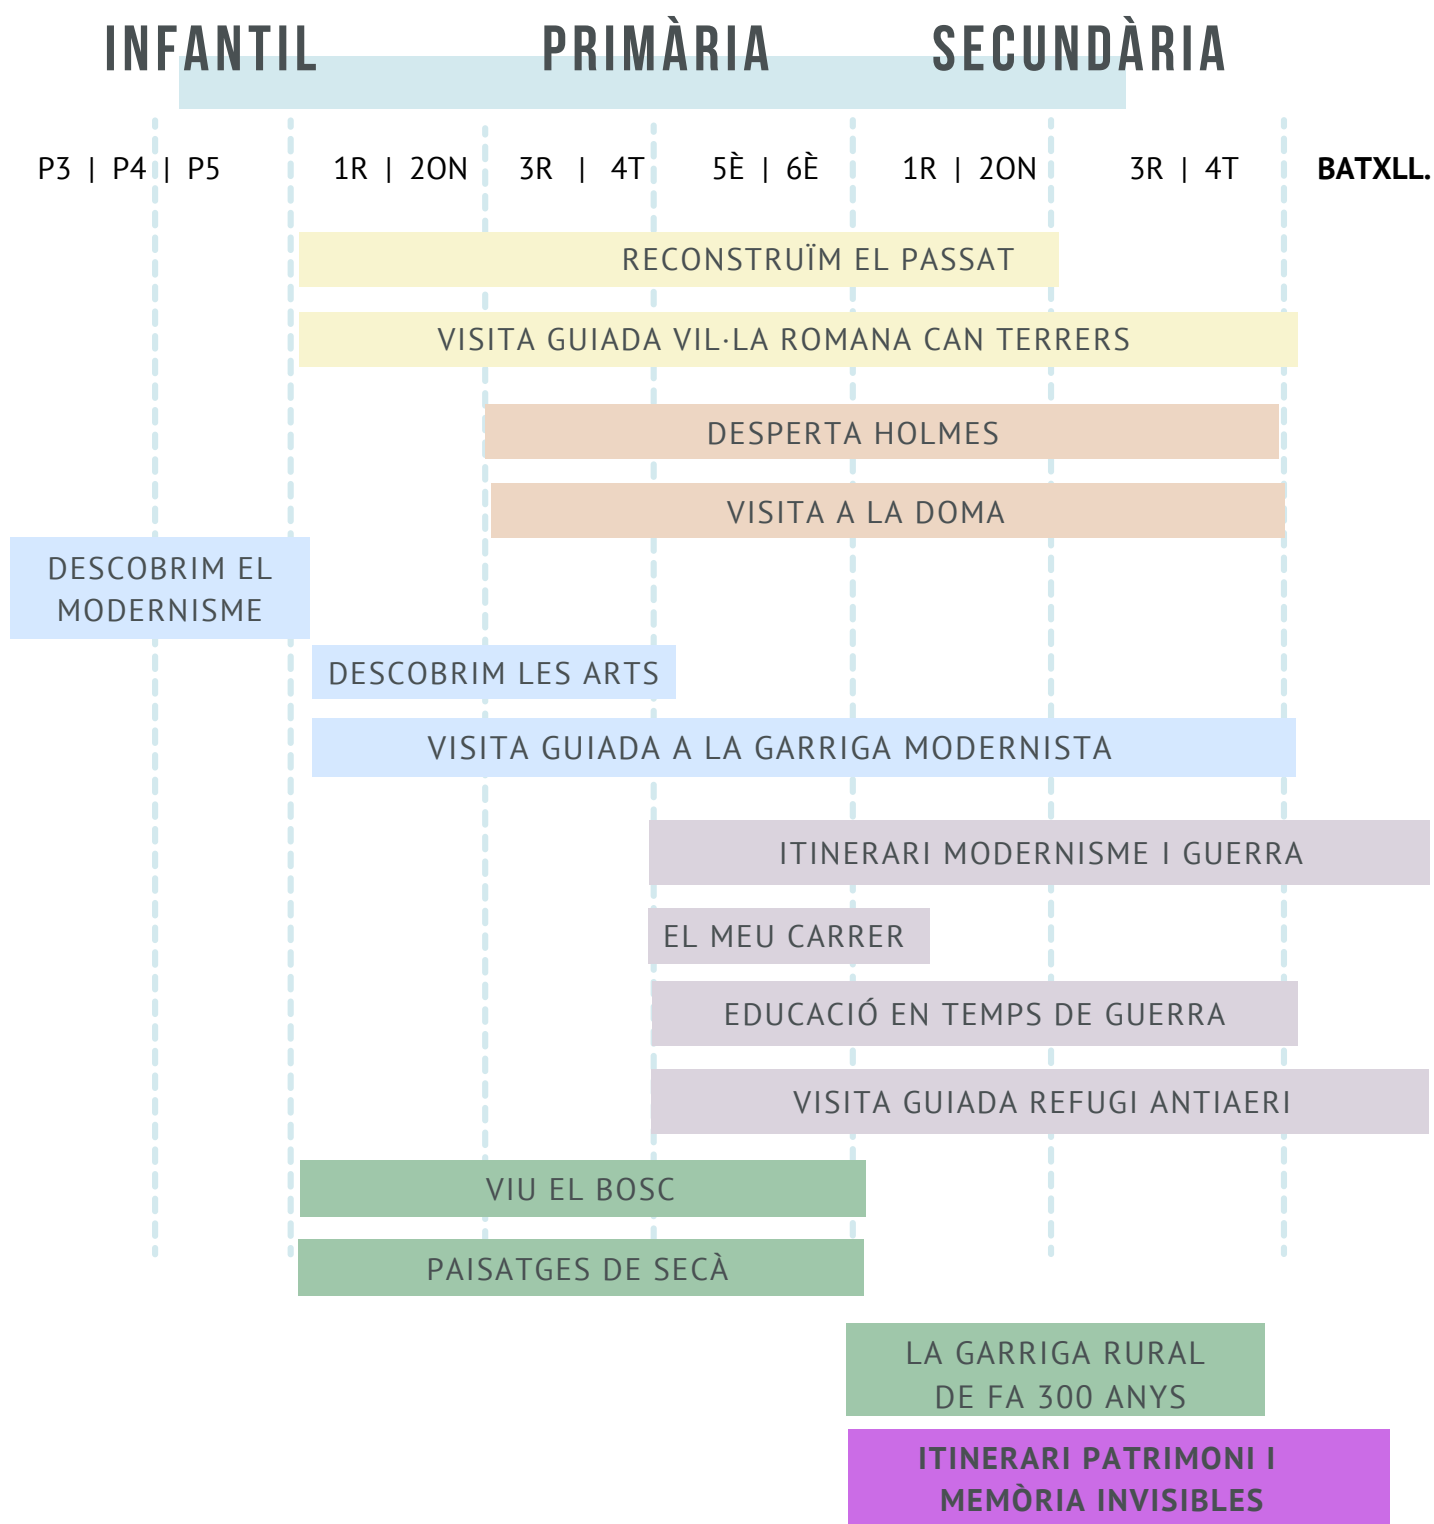 INFANTIL PRIMÀRIA SECUNDÀRIA
P3 | P4 | P5 1R | 2ON 3R | 4T 5È | 6È 1R | 2ON 3R | 4T BATXLL.
RECONSTRUÏM EL PASSAT
VISITA GUIADA VIL·LA ROMANA CAN TERRERS
DESPERTA HOLMES
VISITA A LA DOMA
DESCOBRIM EL
MODERNISME
DESCOBRIM LES ARTS
VISITA GUIADA A LA GARRIGA MODERNISTA
ITINERARI MODERNISME I GUERRA
EL MEU CARRER
EDUCACIÓ EN TEMPS DE GUERRA
VISITA GUIADA REFUGI ANTIAERI
VIU EL BOSC
PAISATGES DE SECÀ
LA GARRIGA RURAL
DE FA 300 ANYS
ITINERARI PATRIMONI I
MEMÒRIA INVISIBLES